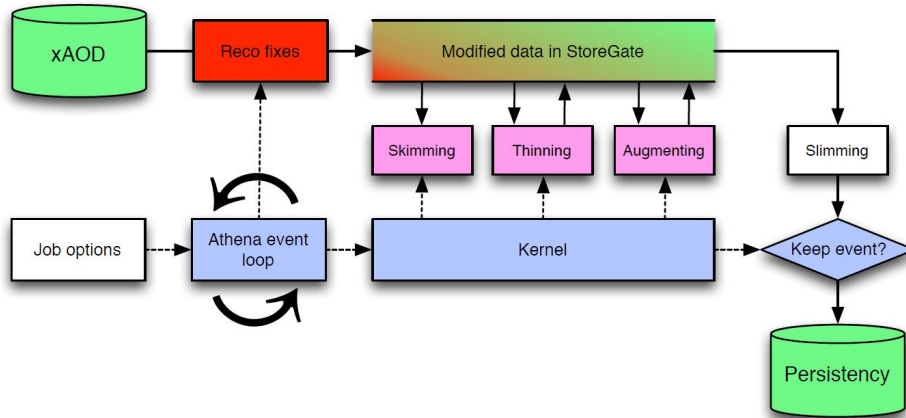 xAOD
Reco fixes
Modified data in StoreGate
Skimming
Thinning
Augmenting
Slimming
Job options
Athena event
loop
Kernel
Keep event?
Persistency